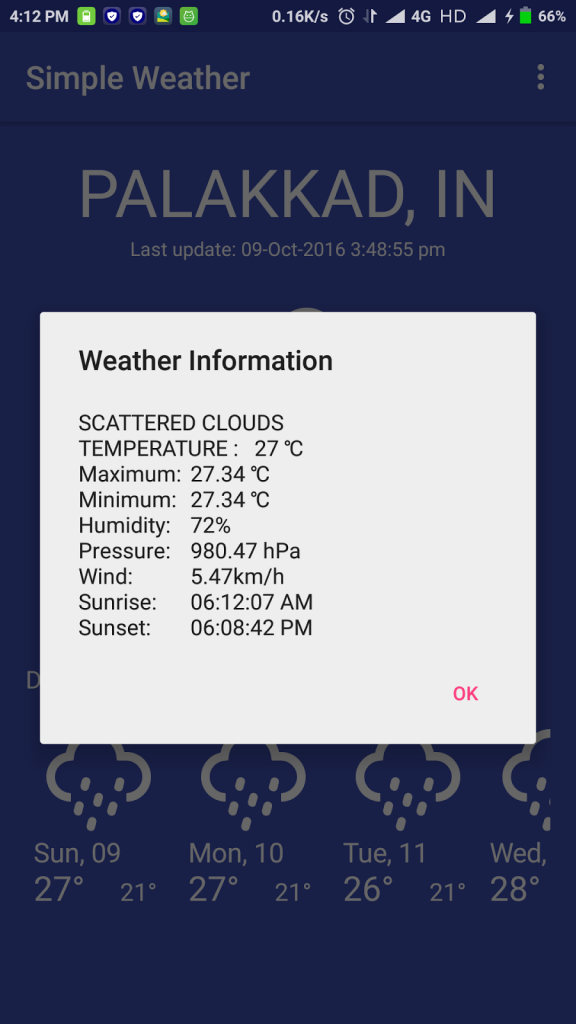 4:12 PM 0.16K/s 4G HD 66%
Simple Weather
PALAKKAD, IN
Last update: 09-Oct-2016 3:48:55 pm
Weather Information
SCATTERED CLOUDS
TEMPERATURE : 27 ℃
Maximum: 27.34 ℃
Minimum: 27.34 ℃
Humidity: 72%
Pressure: 980.47 hPa
Wind: 5.47km/h
Sunrise: 06:12:07 AM
Sunset: 06:08:42 PM
OK
Sun, 09 Mon, 10 Tue, 11 Wed,
27° 21° 27° 21° 26° 21° 28°